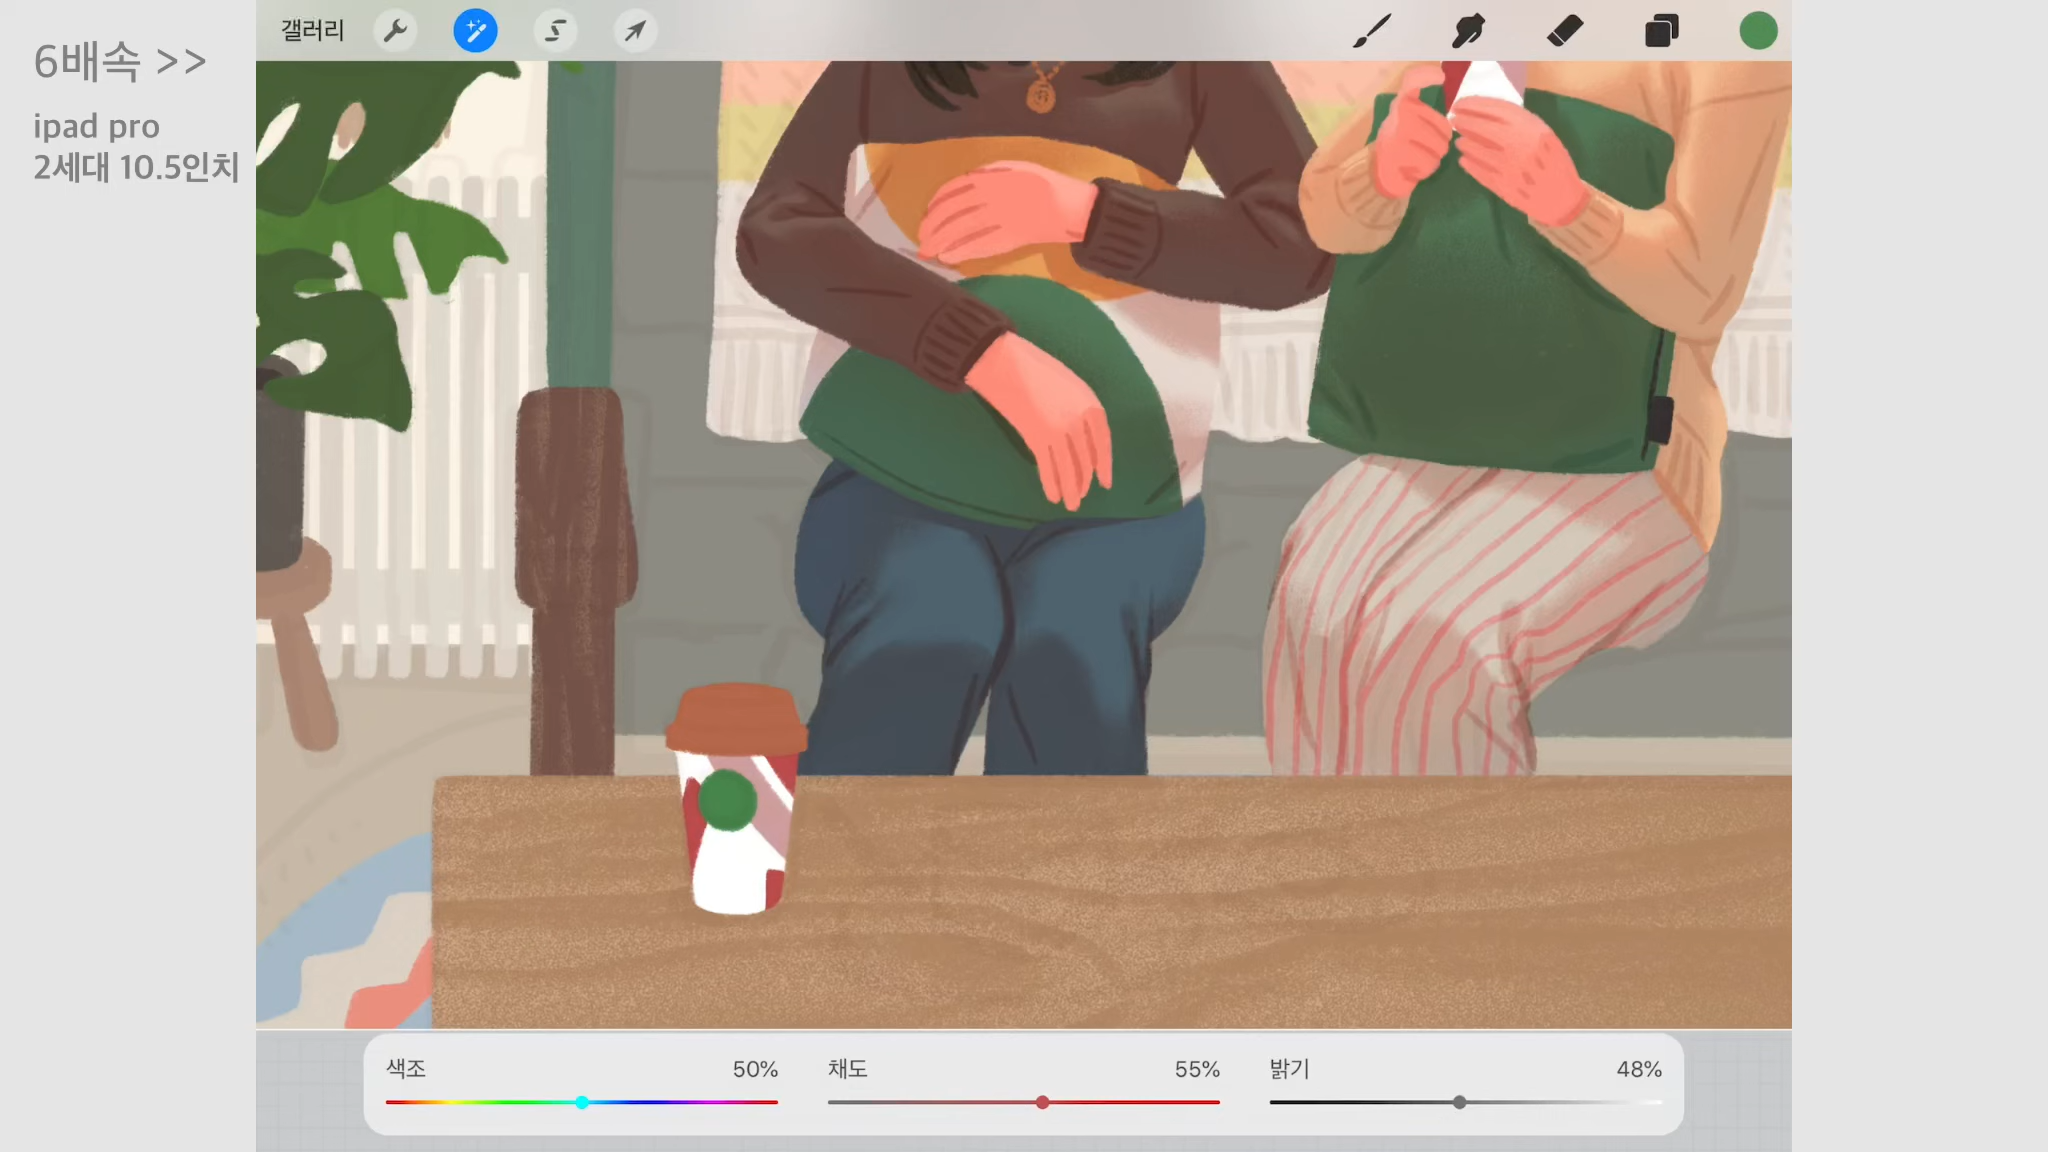 6배속 >>
ipad pro
2세대 10.5인치
갤러리
색조 50% 채도 55% 밝기 48%